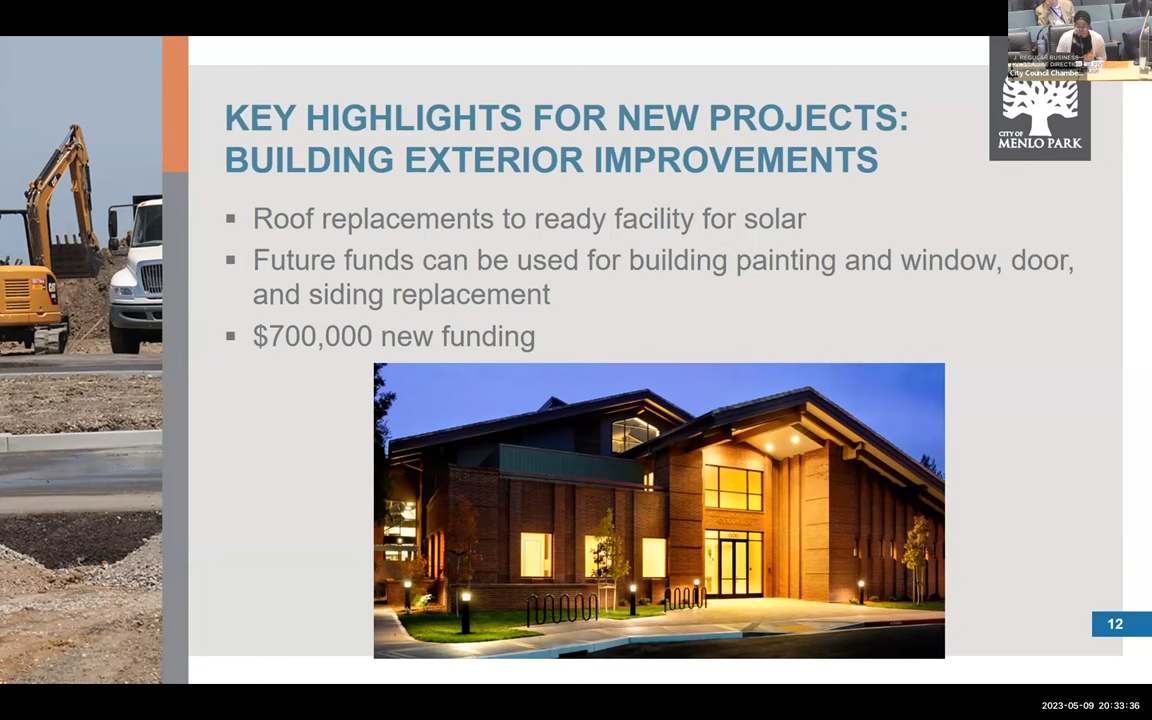 J. REGULAR BUSINESS
City Council Chambe...
CITY OF
MENLO PARK
KEY HIGHLIGHTS FOR NEW PROJECTS:
BUILDING EXTERIOR IMPROVEMENTS
▪ Roof replacements to ready facility for solar
▪ Future funds can be used for building painting and window, door,
and siding replacement
▪ $700,000 new funding
12
2023-05-09 20:33:36